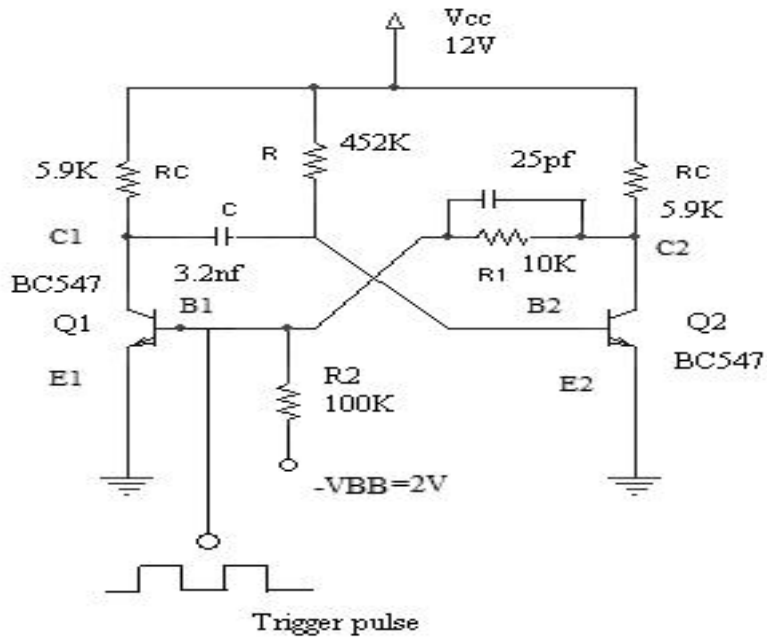 Vcc
12V
452K
R
25pf
5.9K
RC
RC
5.9K
C
C1
C2
3.2nf
R1
10K
BC547
B1
B2
Q1
Q2
BC547
E1
R2
100K
E2
-VBB=2V
Trigger pulse